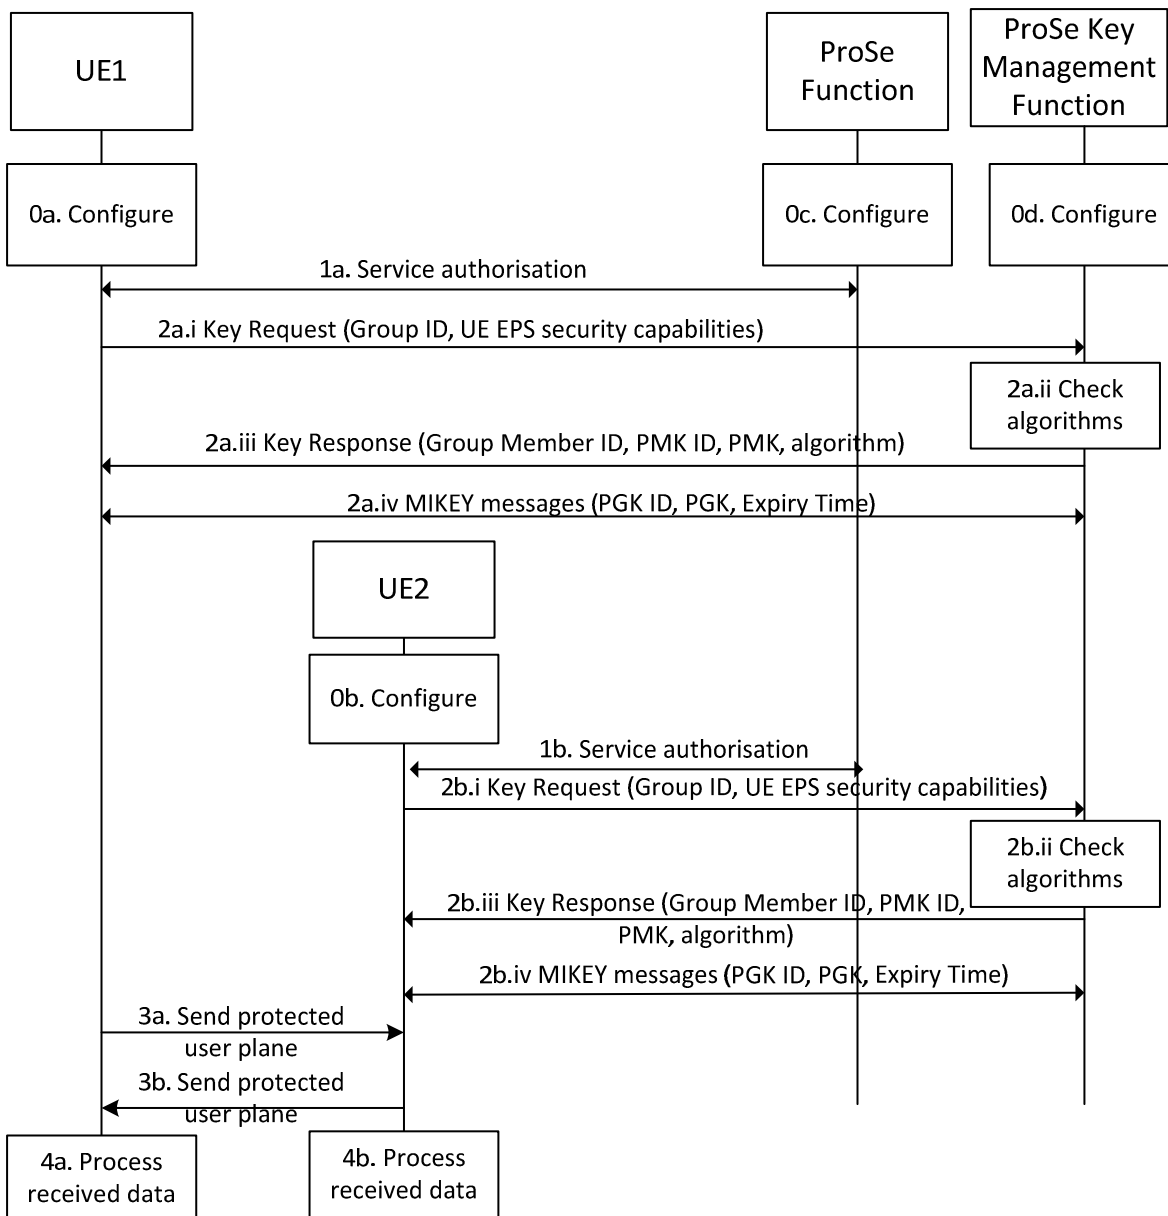 UE1
ProSe
Function
ProSe Key
Management
Function
0a. Configure
0c. Configure
0d. Configure
1a. Service authorisation
2a.i Key Request (Group ID, UE EPS security capabilities)
2a.ii Check
algorithms
2a.iii Key Response (Group Member ID, PMK ID, PMK, algorithm)
2a.iv MIKEY messages (PGK ID, PGK, Expiry Time)
UE2
0b. Configure
1b. Service authorisation
2b.i Key Request (Group ID, UE EPS security capabilities)
2b.ii Check
algorithms
2b.iii Key Response (Group Member ID, PMK ID,
PMK, algorithm)
2b.iv MIKEY messages (PGK ID, PGK, Expiry Time)
3a. Send protected
user plane
3b. Send protected
user plane
4a. Process
received data
4b. Process
received data